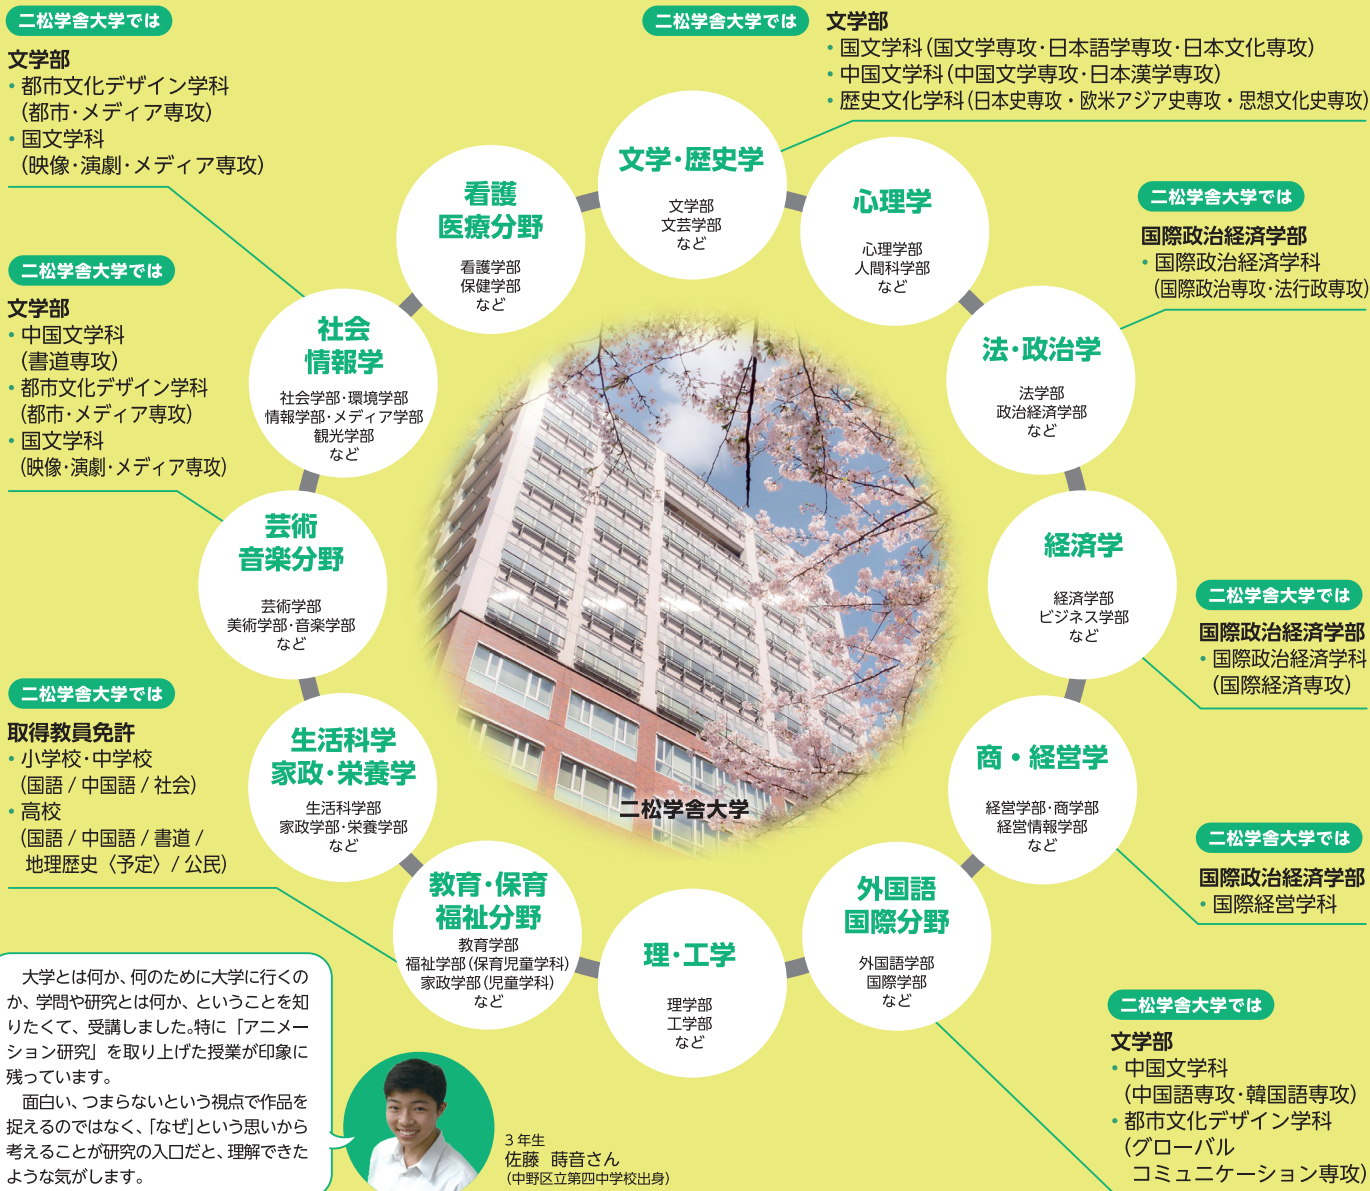 二松学舎大学では
文学部
・都市文化デザイン学科
（都市・メディア専攻）
・国文学科
（映像・演劇・メディア専攻）
二松学舎大学では
文学部
・国文学科（国文学専攻・日本語学専攻・日本文化専攻）
・中国文学科（中国文学専攻・日本漢学専攻）
・歴史文化学科（日本史専攻・欧米アジア史専攻・思想文化史専攻）
二松学舎大学では
国際政治経済学部
・国際政治経済学科
（国際政治専攻・法行政専攻）
二松学舎大学では
文学部
・中国文学科
（書道専攻）
・都市文化デザイン学科
（都市・メディア専攻）
・国文学科
（映像・演劇・メディア専攻）
文学・歴史学
文学部
文芸学部
など
心理学
心理学部
人間科学部
など
法・政治学
法学部
政治経済学部
など
経済学
経済学部
ビジネス学部
など
二松学舎大学では
国際政治経済学部
・国際政治経済学科
（国際経済専攻）
商・経営学
経営学部・商学部
経営情報学部
など
二松学舎大学では
国際政治経済学部
・国際経営学科
外国語
国際分野
外国語学部
国際学部
など
二松学舎大学では
文学部
・中国文学科
（中国語専攻・韓国語専攻）
・都市文化デザイン学科
（グローバル
コミュニケーション専攻）
理・工学
理学部
工学部
など
教育・保育
福祉分野
教育学部
福祉学部（保育児童学科）
家政学部（児童学科）
など
二松学舎大学では
取得教員免許
・小学校・中学校
（国語 / 中国語 / 社会）
・高校
（国語 / 中国語 / 書道 /
地理歴史〈予定〉/ 公民）
生活科学
家政・栄養学
生活科学部
家政学部・栄養学部
など
芸術
音楽分野
芸術学部
美術学部・音楽学部
など
社会
情報学
社会学部・環境学部
情報学部・メディア学部
観光学部
など
看護
医療分野
看護学部
保健学部
など
二松学舎大学
大学とは何か、何のために大学に行くの
か、学問や研究とは何か、ということを知
りたくて、受講しました。特に「アニメー
ション研究」を取り上げた授業が印象に
残っています。
面白い、つまらないという視点で作品を
捉えるのではなく、「なぜ」という思いから
考えることが研究の入口だと、理解できた
ような気がします。
3年生
佐藤 蒔音さん
（中野区立第四中学校出身）